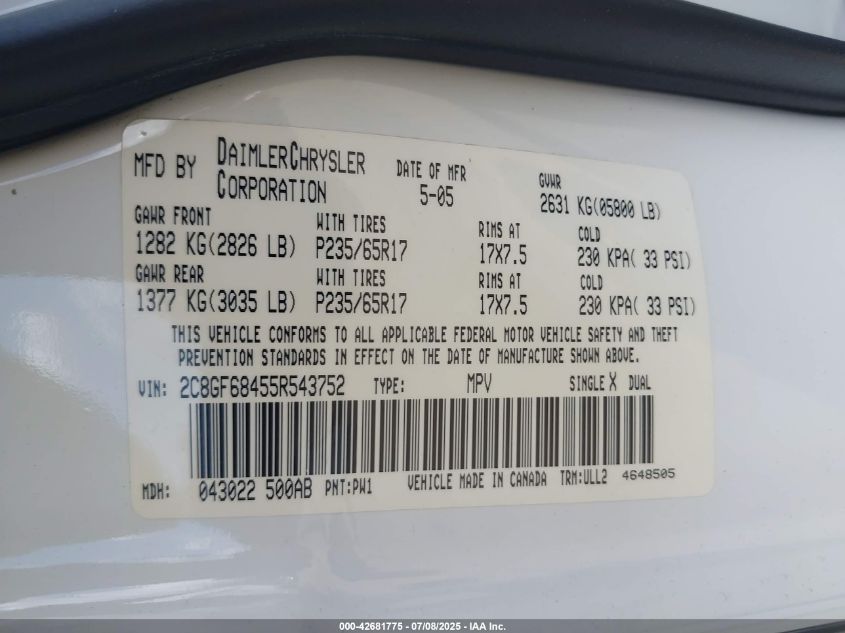 MFD BY DAIMLERCHRYSLER CORPORATION DATE OF MFR 5-05 GVWR 2631 KG(05800 LB)
GAWR FRONT WITH TIRES RIMS AT COLD
1282 KG(2826 LB) P235/65R17 17X7.5 230 KPA( 33 PSI)
GAWR REAR WITH TIRES RIMS AT COLD
1377 KG(3035 LB) P235/65R17 17X7.5 230 KPA( 33 PSI)
THIS VEHICLE CONFORMS TO ALL APPLICABLE FEDERAL MOTOR VEHICLE SAFETY AND THEFT
PREVENTION STANDARDS IN EFFECT ON THE DATE OF MANUFACTURE SHOWN ABOVE.
VIN: 2C8GF68455R543752 TYPE: MPV SINGLE X DUAL
MDH: 043022 500AB PNT:PW1 VEHICLE MADE IN CANADA TRM:ULL2 4648505
000-42681775 - 07/08/2025 - IAA Inc.